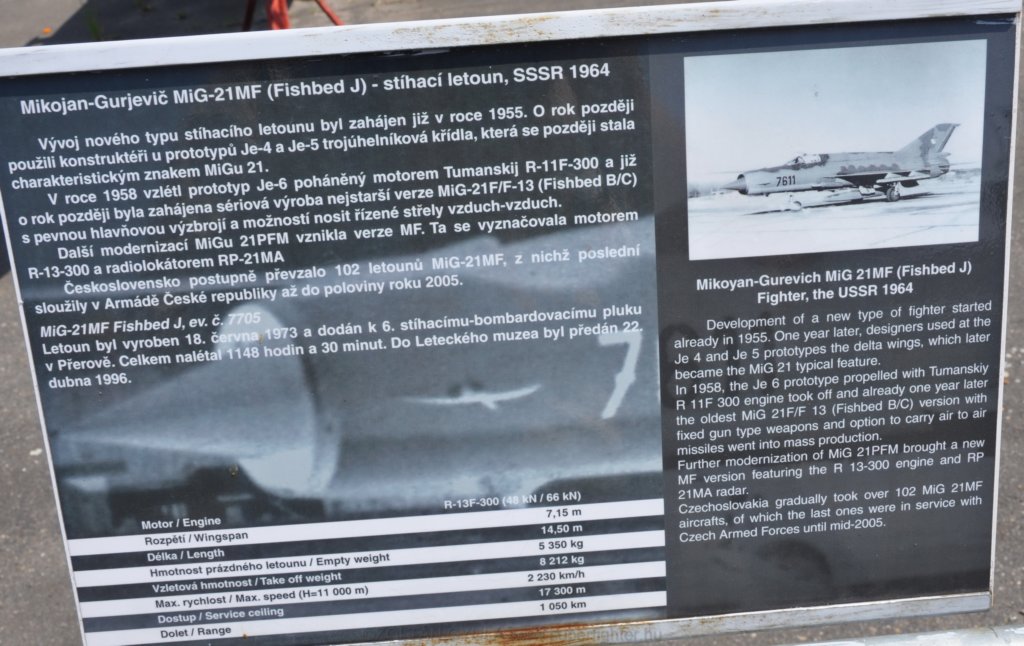 Mikojan-Gurjevič MiG-21MF (Fishbed J) - stíhací letoun, SSSR 1964
Vývoj nového typu stíhacího letounu byl zahájen již v roce 1955. O rok později
použili konstruktéři u prototypů Je-4 a Je-5 trojúhelníková křídla, která se později stala
charakteristickým znakem MiGu 21.
V roce 1958 vzlétl prototyp Je-6 poháněný motorem Tumanskij R-11F-300 a již
o rok později byla zahájena sériová výroba nejstarší verze MiG-21F/F-13 (Fishbed B/C)
s pevnou hlavňovou výzbrojí a možností nosit řízené střely vzduch-vzduch.
Další modernizací MiGu 21PFM vznikla verze MF. Ta se vyznačovala motorem
R-13-300 a radiolokátorem RP-21MA
Československo postupně převzalo 102 letounů MiG-21MF, z nichž poslední
sloužily v Armádě České republiky až do poloviny roku 2005.
MiG-21MF Fishbed J, ev. č. 7705
Letoun byl vyroben 18. června 1973 a dodán k 6. stíhacímu-bombardovacímu pluku
v Přerově. Celkem nalétal 1148 hodin a 30 minut. Do Leteckého muzea byl předán 22.
dubna 1996.
7
Motor / Engine R-13F-300 (48 kN / 66 kN)
Rozpětí / Wingspan 7,15 m
Délka / Length 14,50 m
Hmotnost prázdného letounu / Empty weight 5 350 kg
Vzletová hmotnost / Take off weight 8 212 kg
Max. rychlost / Max. speed (H=11 000 m) 2 230 km/h
Dostup / Service ceiling 17 300 m
Dolet / Range 1 050 km
7611
Mikoyan-Gurevich MiG 21MF (Fishbed J)
Fighter, the USSR 1964
Development of a new type of fighter started
already in 1955. One year later, designers used at the
Je 4 and Je 5 prototypes the delta wings, which later
became the MiG 21 typical feature.
In 1958, the Je 6 prototype propelled with Tumanskiy
R 11F 300 engine took off and already one year later
the oldest MiG 21F/F 13 (Fishbed B/C) version with
fixed gun type weapons and option to carry air to air
missiles went into mass production.
Further modernization of MiG 21PFM brought a new
MF version featuring the R 13-300 engine and RP
21MA radar.
Czechoslovakia gradually took over 102 MiG 21MF
aircrafts, of which the last ones were in service with
Czech Armed Forces until mid-2005.